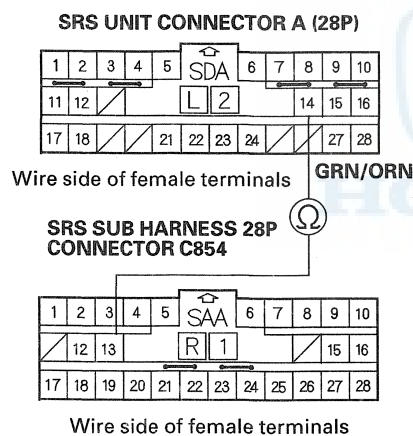 SRS UNIT CONNECTOR A (28P)
1 2 3 4 5 SDA 6 7 8 9 10
11 12 L 2 14 15 16
17 18 21 22 23 24 27 28
Wire side of female terminals
GRN/ORN
Ω
SRS SUB HARNESS 28P
CONNECTOR C854
1 2 3 4 5 SAA 6 7 8 9 10
12 13 R 1 15 16
17 18 19 20 21 22 23 24 25 26 27 28
Wire side of female terminals